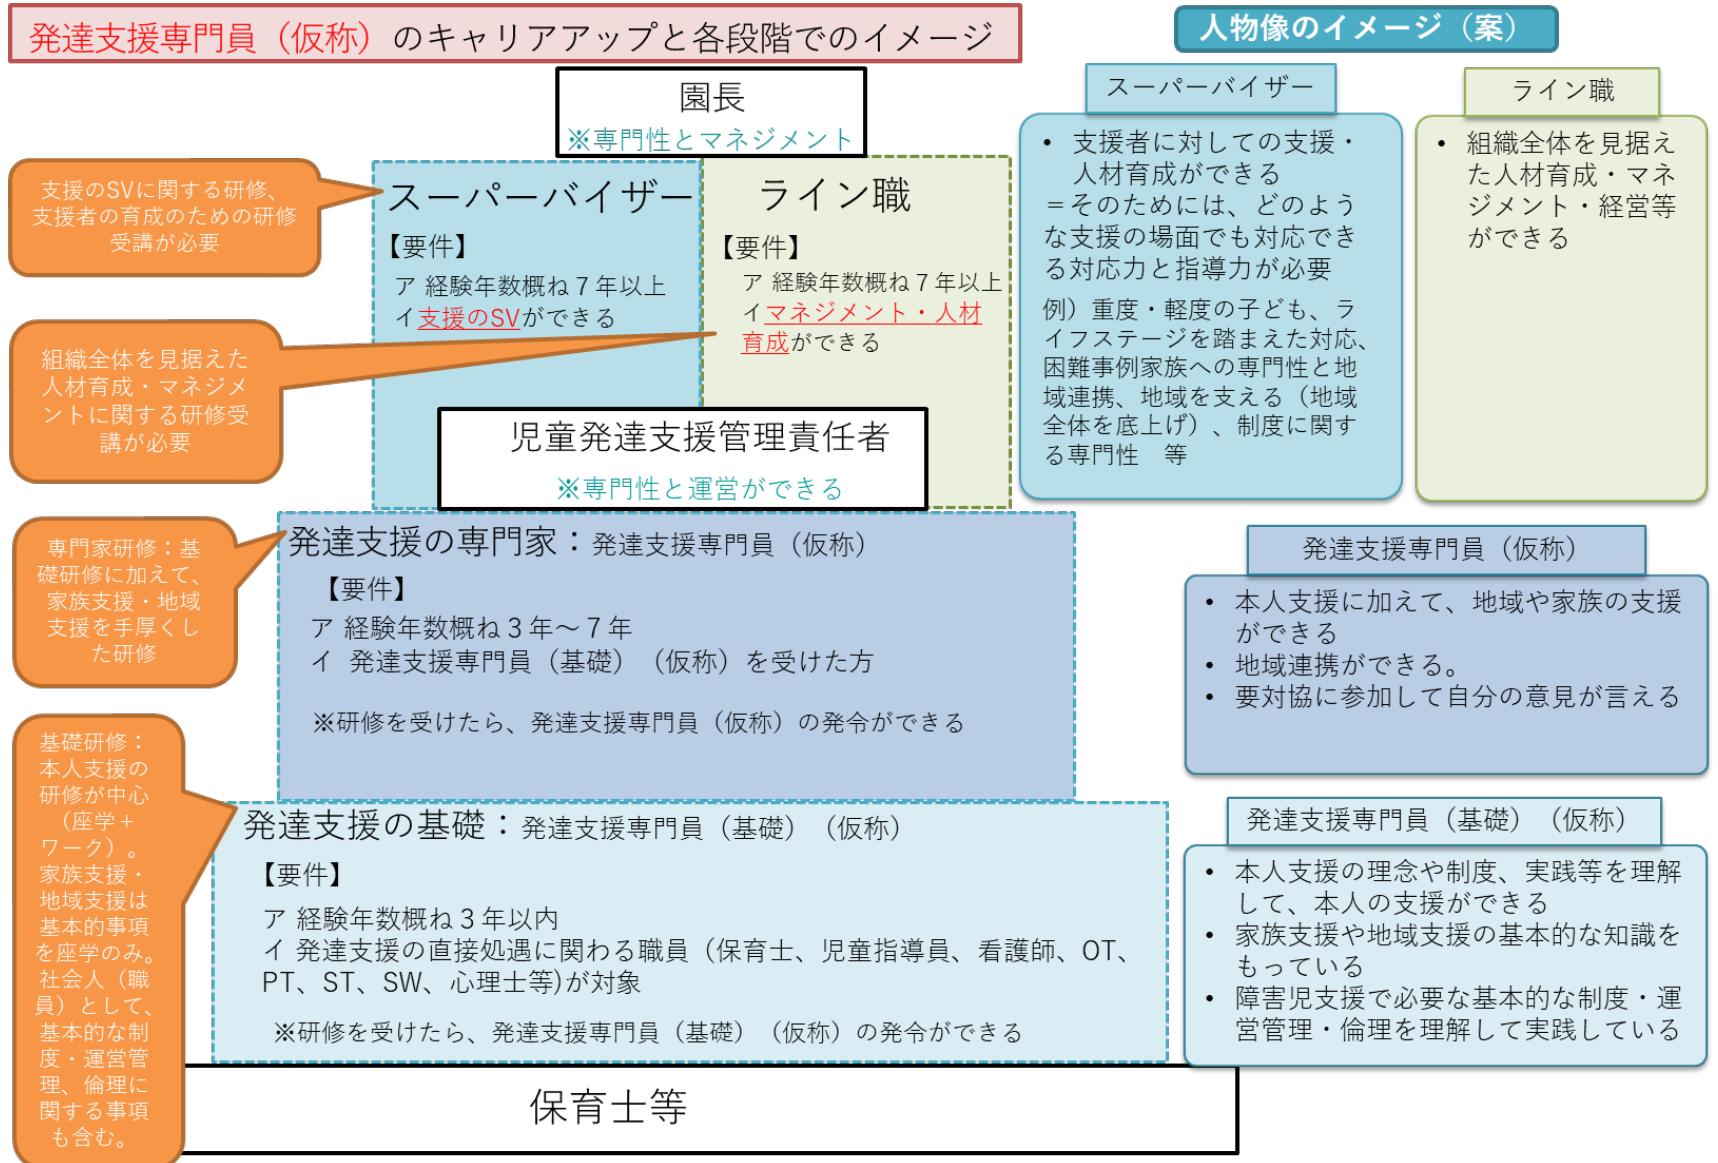 発達支援専門員（仮称）のキャリアアップと各段階でのイメージ
人物像のイメージ（案）
園長
※専門性とマネジメント
支援のSVに関する研修、
支援者の育成のための研修
受講が必要
スーパーバイザー
【要件】
ア 経験年数概ね７年以上
イ支援のSVができる
ライン職
【要件】
ア 経験年数概ね７年以上
イマネジメント・人材
育成ができる
組織全体を見据えた
人材育成・マネジメ
ントに関する研修受
講が必要
児童発達支援管理責任者
※専門性と運営ができる
スーパーバイザー
• 支援者に対しての支援・
人材育成ができる
＝そのためには、どのよう
な支援の場面でも対応でき
る対応力と指導力が必要
例）重度・軽度の子ども、ラ
イフステージを踏まえた対応、
困難事例家族への専門性と地
域連携、地域を支える（地域
全体を底上げ）、制度に関す
る専門性　等
ライン職
• 組織全体を見据え
た人材育成・マネ
ジメント・経営等
ができる
専門家研修：基
礎研修に加えて、
家族支援・地域
支援を手厚くし
た研修
発達支援の専門家：発達支援専門員（仮称）
【要件】
ア 経験年数概ね３年～７年
イ 発達支援専門員（基礎）（仮称）を受けた方
※研修を受けたら、発達支援専門員（仮称）の発令ができる
発達支援専門員（仮称）
• 本人支援に加えて、地域や家族の支援
ができる
• 地域連携ができる。
• 要対協に参加して自分の意見が言える
基礎研修：
本人支援の
研修が中心
（座学＋
ワーク）。
家族支援・
地域支援は
基本的事項
を座学のみ。
社会人（職
員）として、
基本的な制
度・運営管
理、倫理に
関する事項
も含む。
発達支援の基礎：発達支援専門員（基礎）（仮称）
【要件】
ア 経験年数概ね３年以内
イ 発達支援の直接処遇に関わる職員（保育士、児童指導員、看護師、OT、
PT、ST、SW、心理士等)が対象
※研修を受けたら、発達支援専門員（基礎）（仮称）の発令ができる
発達支援専門員（基礎）（仮称）
• 本人支援の理念や制度、実践等を理解
して、本人の支援ができる
• 家族支援や地域支援の基本的な知識を
もっている
• 障害児支援で必要な基本的な制度・運
営管理・倫理を理解して実践している
保育士等